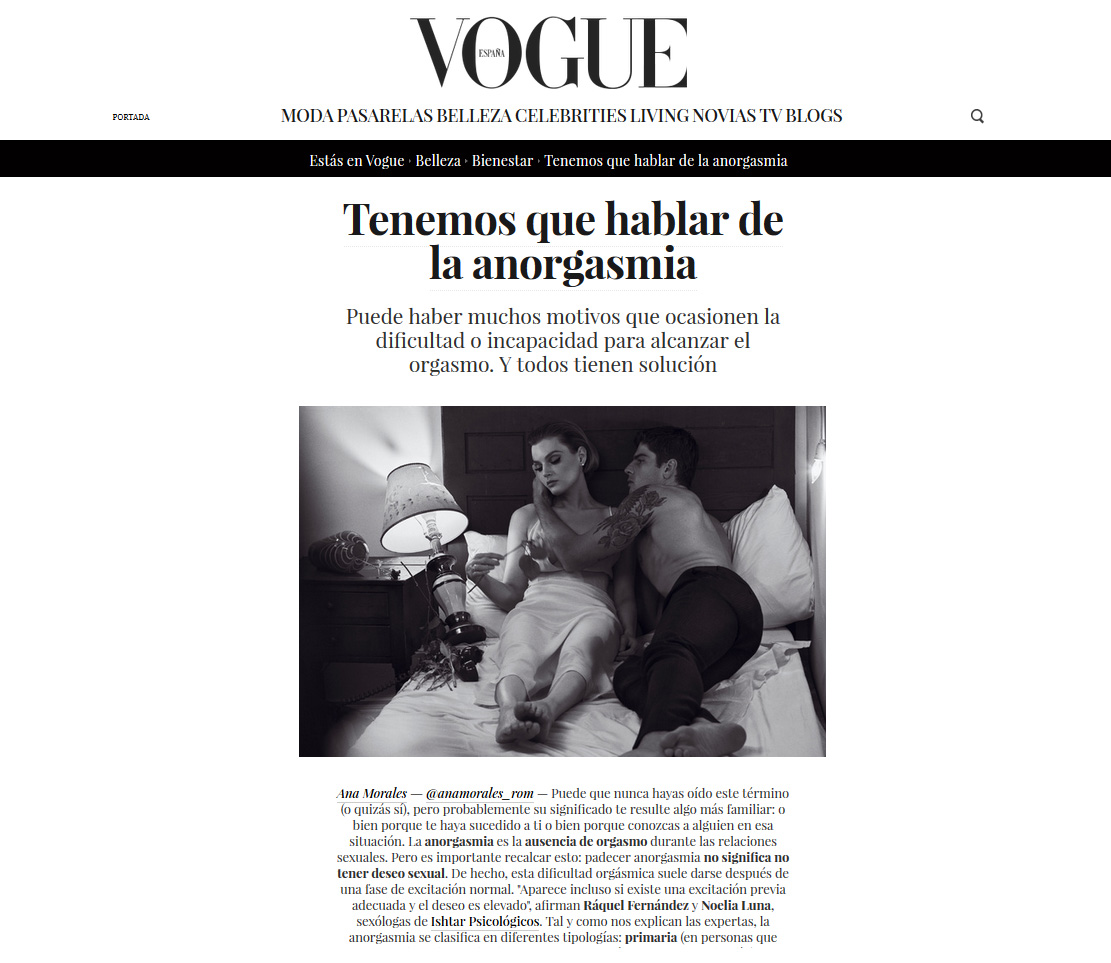 VOGUE
ESPAÑA
PORTADA
MODA PASARELAS BELLEZA CELEBRITIES LIVING NOVIAS TV BLOGS
Estás en Vogue › Belleza › Bienestar › Tenemos que hablar de la anorgasmia
Tenemos que hablar de
la anorgasmia
Puede haber muchos motivos que ocasionen la
dificultad o incapacidad para alcanzar el
orgasmo. Y todos tienen solución
Ana Morales — @anamorales_rom — Puede que nunca hayas oído este término
(o quizás sí), pero probablemente su significado te resulte algo más familiar: o
bien porque te haya sucedido a ti o bien porque conozcas a alguien en esa
situación. La anorgasmia es la ausencia de orgasmo durante las relaciones
sexuales. Pero es importante recalcar esto: padecer anorgasmia no significa no
tener deseo sexual. De hecho, esta dificultad orgásmica suele darse después de
una fase de excitación normal. "Aparece incluso si existe una excitación previa
adecuada y el deseo es elevado", afirman Ráquel Fernández y Noelia Luna,
sexólogas de Ishtar Psicológicos. Tal y como nos explican las expertas, la
anorgasmia se clasifica en diferentes tipologías: primaria (en personas que